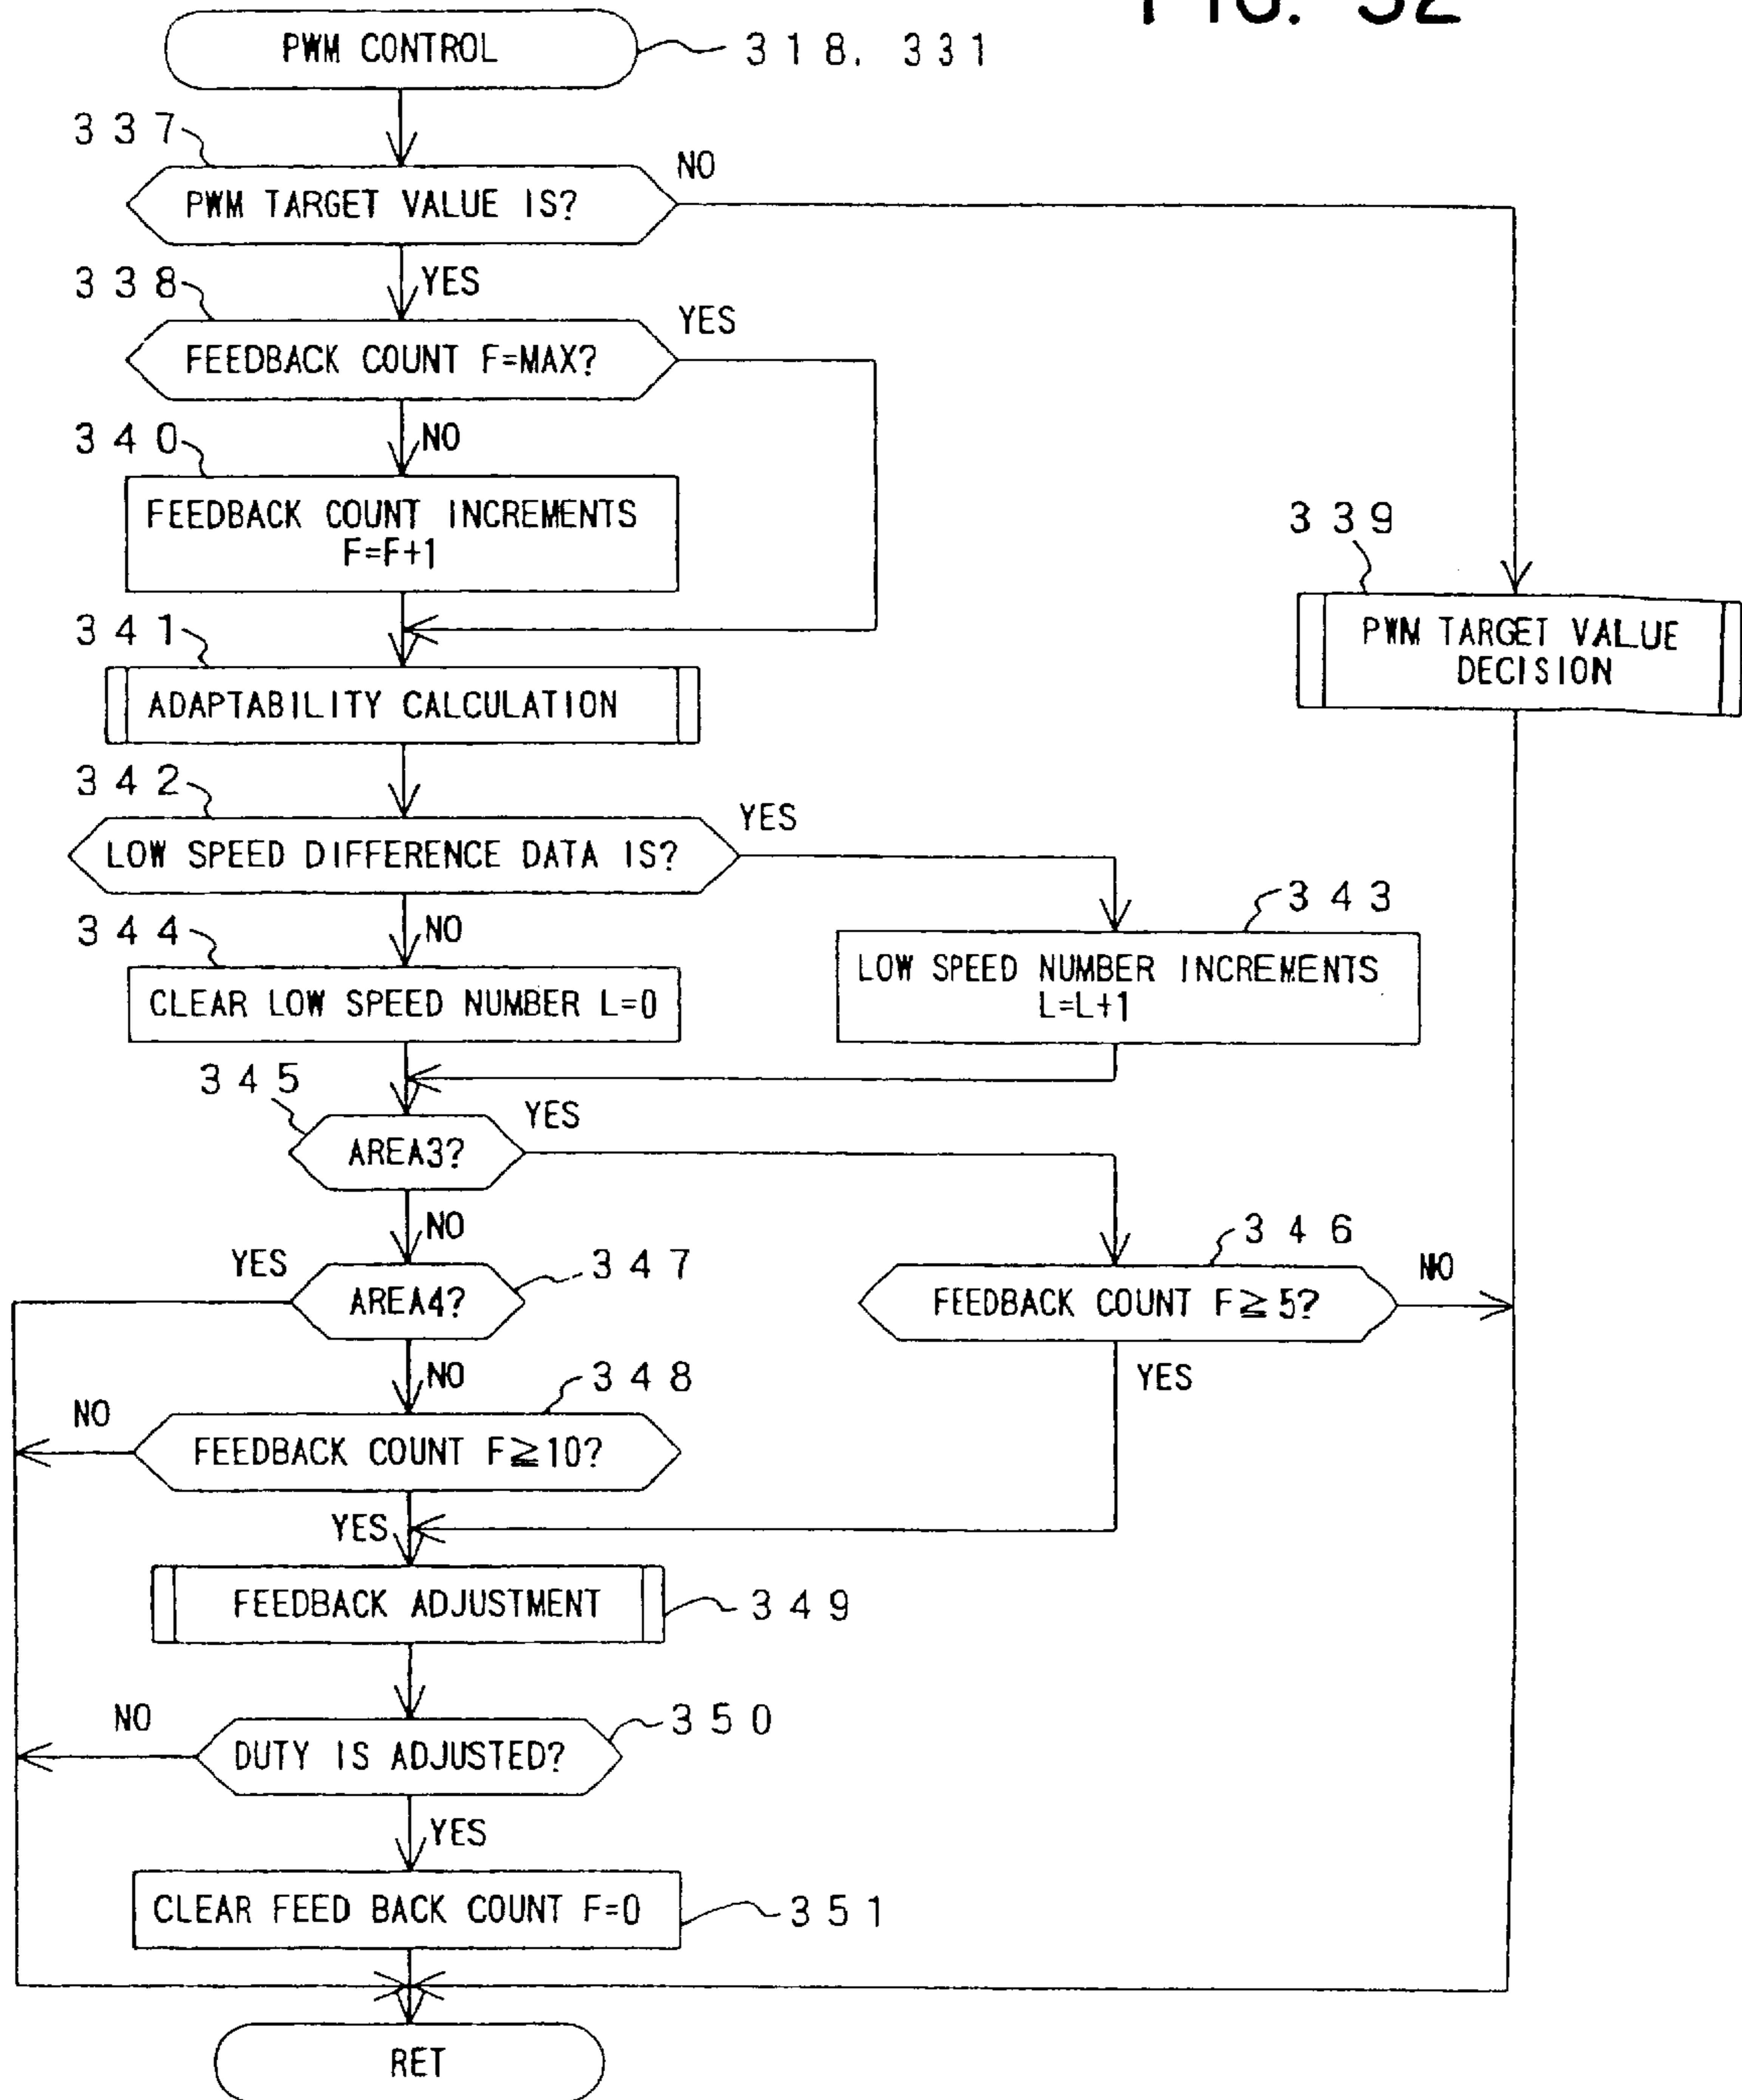 FIG. 32
PWM CONTROL
318, 331
337
PWM TARGET VALUE IS?
NO
YES
338
FEEDBACK COUNT F=MAX?
YES
NO
340
FEEDBACK COUNT INCREMENTS
F=F+1
339
PWM TARGET VALUE
DECISION
341
ADAPTABILITY CALCULATION
342
LOW SPEED DIFFERENCE DATA IS?
YES
NO
343
LOW SPEED NUMBER INCREMENTS
L=L+1
344
CLEAR LOW SPEED NUMBER L=0
345
AREA3?
YES
NO
346
FEEDBACK COUNT F≧5?
NO
YES
347
AREA4?
YES
NO
348
FEEDBACK COUNT F≧10?
NO
YES
FEEDBACK ADJUSTMENT
349
350
DUTY IS ADJUSTED?
NO
YES
CLEAR FEED BACK COUNT F=0
351
RET